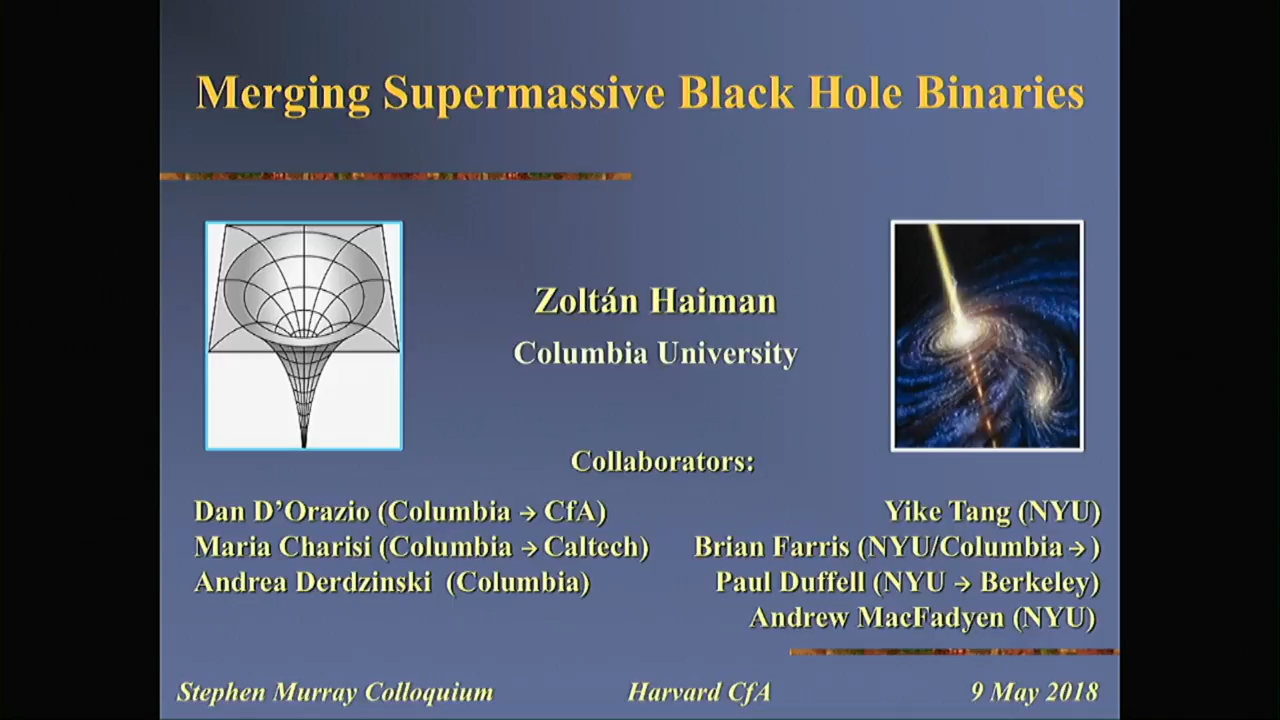 Merging Supermassive Black Hole Binaries
Zoltán Haiman
Columbia University
Collaborators:
Dan D'Orazio (Columbia → CfA)
Maria Charisi (Columbia → Caltech)
Andrea Derdzinski (Columbia)
Yike Tang (NYU)
Brian Farris (NYU/Columbia → )
Paul Duffell (NYU → Berkeley)
Andrew MacFadyen (NYU)
Stephen Murray Colloquium Harvard CfA 9 May 2018